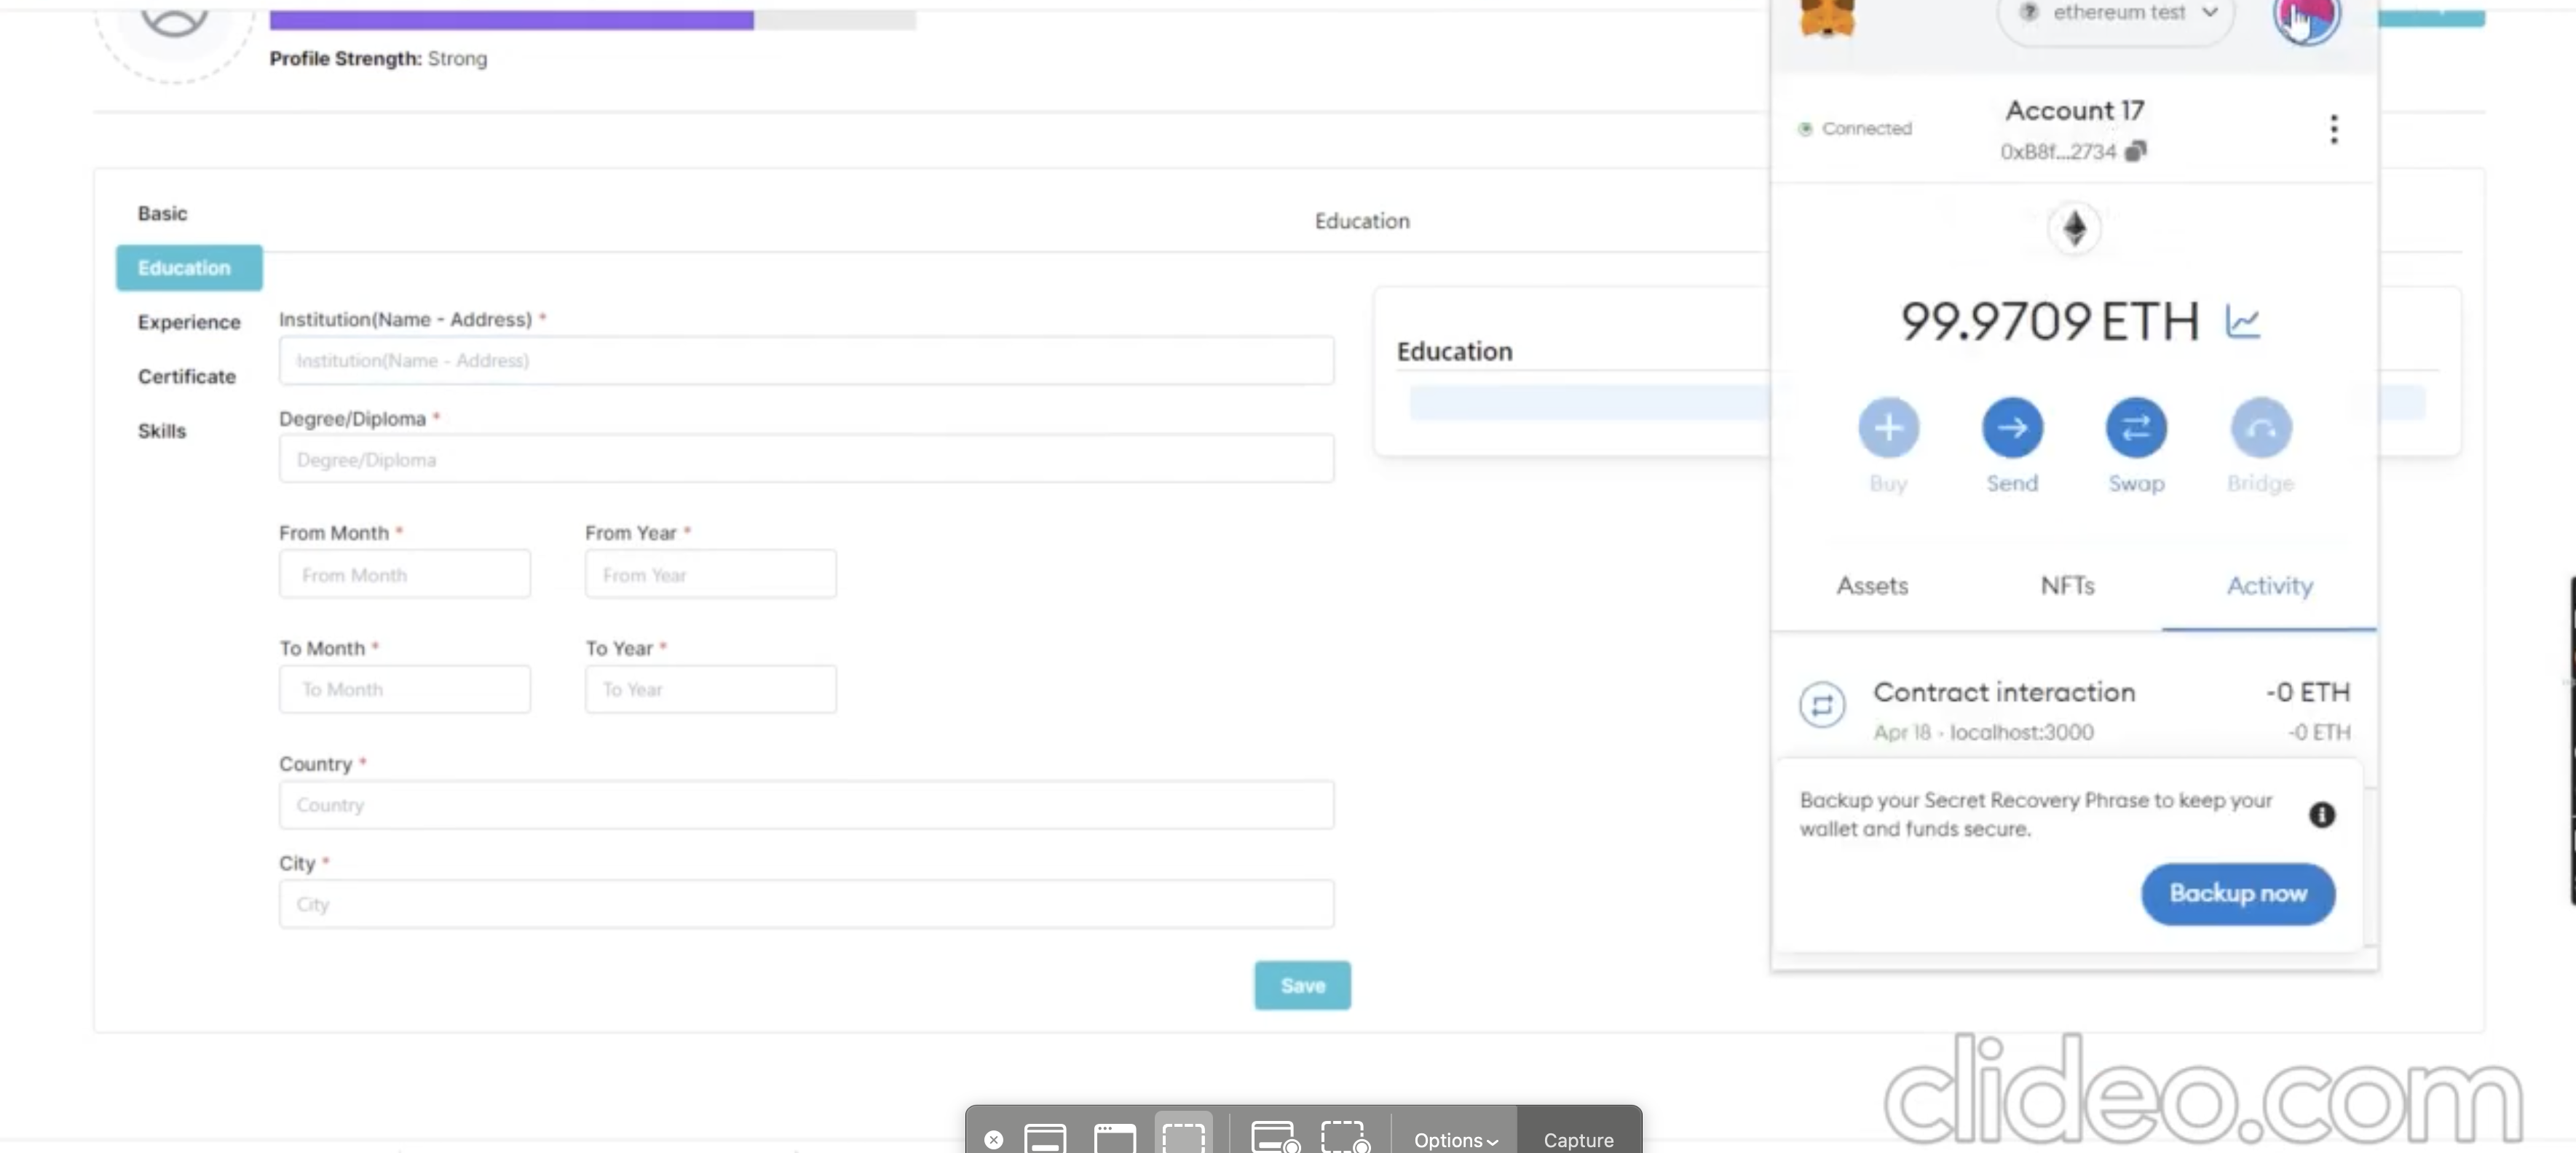 Profile Strength: Strong
Basic
Education
Experience
Certificate
Skills
Education
Institution(Name - Address) *
Institution(Name - Address)
Degree/Diploma *
Degree/Diploma
From Month *
From Year *
From Month
From Year
To Month *
To Year *
To Month
To Year
Country *
Country
City *
City
Save
Education
ethereum test
Connected
Account 17
0xB8f...2734
99.9709 ETH
Buy
Send
Swap
Bridge
Assets
NFTs
Activity
Contract interaction
-0 ETH
Apr 18 · localhost:3000
-0 ETH
Backup your Secret Recovery Phrase to keep your
wallet and funds secure.
Backup now
clideo.com
Options
Capture